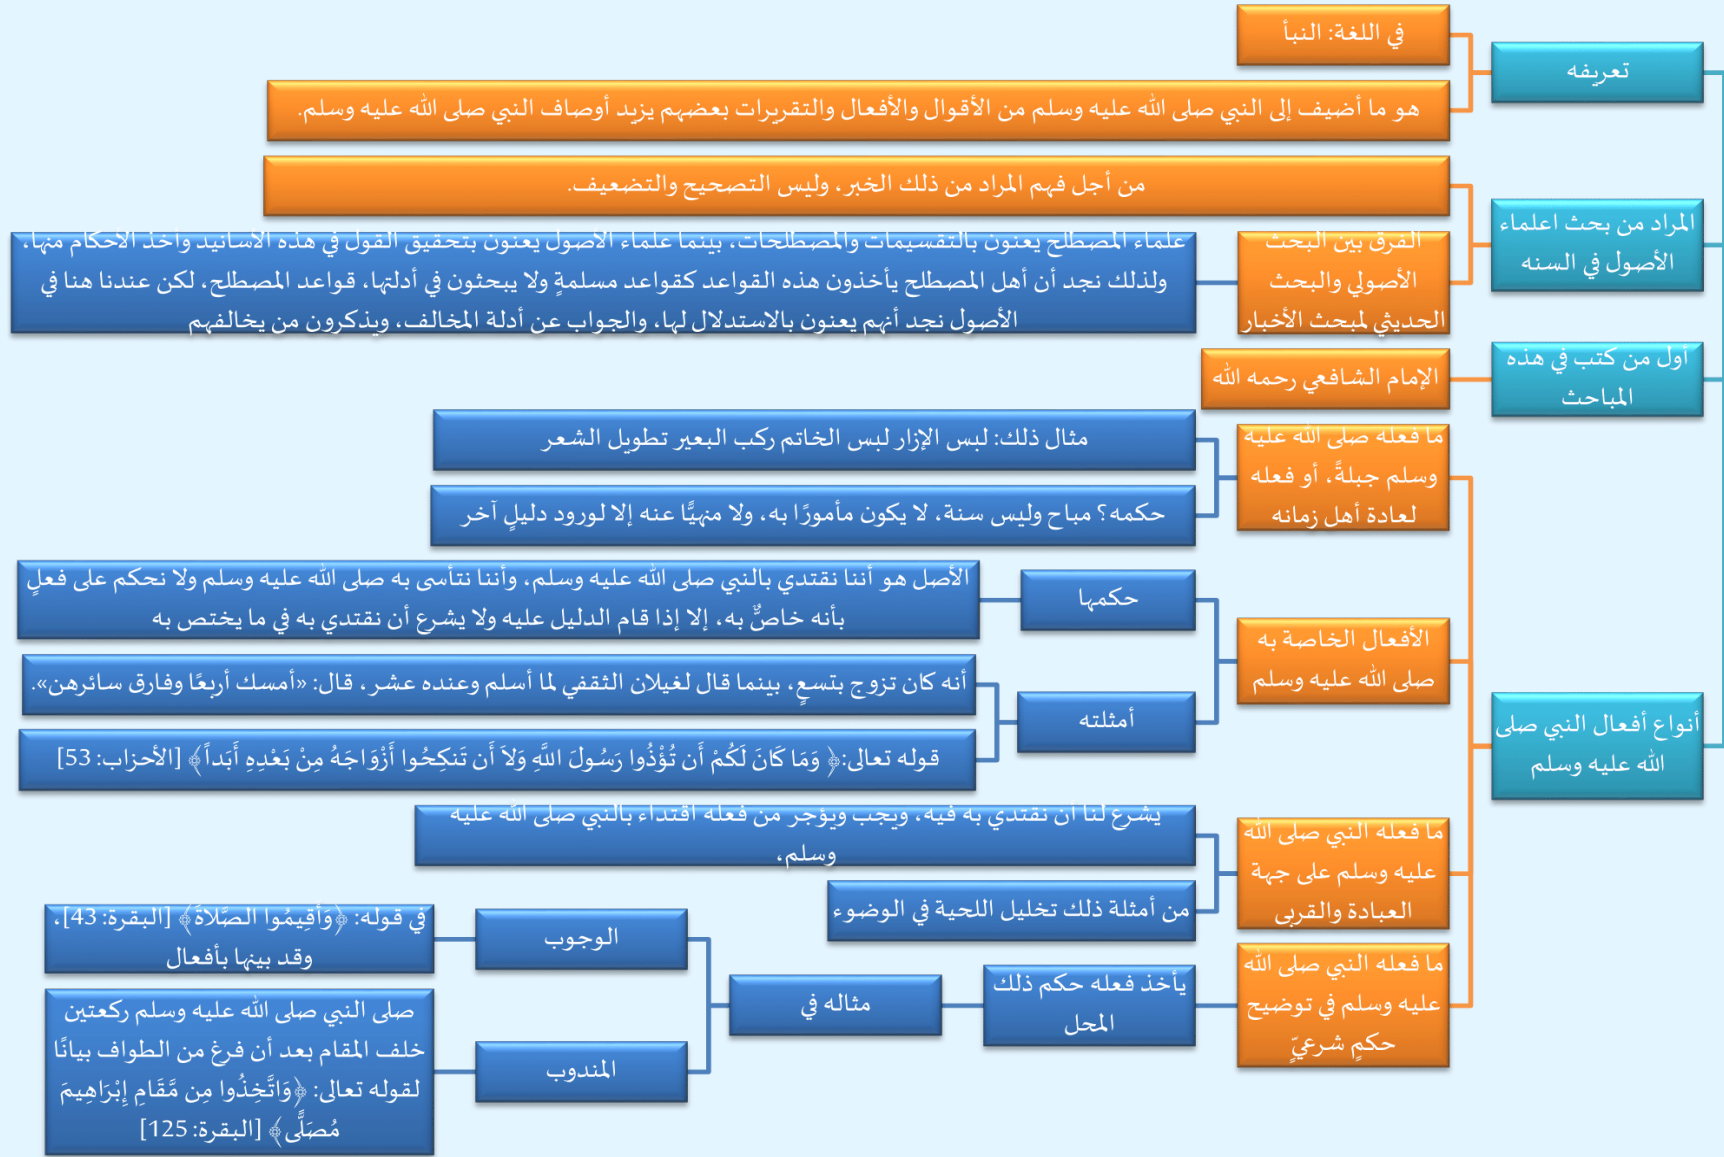 تعريفه
في اللغة: النبأ
هو ما أضيف إلى النبي صلى الله عليه وسلم من الأقوال والأفعال والتقريرات بعضهم يزيد أوصاف النبي صلى الله عليه وسلم.
المراد من بحث اعلماء
الأصول في السنه
من أجل فهم المراد من ذلك الخبر، وليس التصحيح والتضعيف.
الفرق بين البحث
الأصولي والبحث
الحديثي لمبحث الأخبار
علماء المصطلح يعنون بالتقسيمات والمصطلحات، بينما علماء الأصول يعنون بتحقيق القول في هذه الأسانيد وأخذ الأحكام منها،
ولذلك نجد أن أهل المصطلح يأخذون هذه القواعد كقواعد مسلمةٍ ولا يبحثون في أدلتها، قواعد المصطلح، لكن عندنا هنا في
الأصول نجد أنهم يعنون بالاستدلال لها، والجواب عن أدلة المخالف، ويذكرون من يخالفهم
أول من كتب في هذه
المباحث
الإمام الشافعي رحمه الله
أنواع أفعال النبي صلى
الله عليه وسلم
ما فعله صلى الله عليه
وسلم جبلةً، أو فعله
لعادة أهل زمانه
مثال ذلك: لبس الإزار لبس الخاتم ركب البعير تطويل الشعر
حكمه؟ مباح وليس سنة، لا يكون مأمورًا به، ولا منهيًّا عنه إلا لورود دليلٍ آخر
الأفعال الخاصة به
صلى الله عليه وسلم
حكمها
الأصل هو أننا نقتدي بالنبي صلى الله عليه وسلم، وأننا نتأسى به صلى الله عليه وسلم ولا نحكم على فعلٍ
بأنه خاصٌّ به، إلا إذا قام الدليل عليه ولا يشرع أن نقتدي به في ما يختص به
أمثلته
أنه كان تزوج بتسعٍ، بينما قال لغيلان الثقفي لما أسلم وعنده عشر، قال: «أمسك أربعًا وفارق سائرهن».
قوله تعالى:﴿ وَمَا كَانَ لَكُمْ أَن تُؤْذُوا رَسُولَ اللَّهِ وَلاَ أَن تَنكِحُوا أَزْوَاجَهُ مِنْ بَعْدِهِ أَبَداً﴾ [الأحزاب: 53]
ما فعله النبي صلى الله
عليه وسلم على جهة
العبادة والقربى
يشرع لنا أن نقتدي به فيه، ويجب ويؤجر من فعله اقتداء بالنبي صلى الله عليه
وسلم،
من أمثلة ذلك تخليل اللحية في الوضوء
ما فعله النبي صلى الله
عليه وسلم في توضيح
حكمٍ شرعيٍّ
يأخذ فعله حكم ذلك
المحل
مثاله في
الوجوب
في قوله: ﴿وَأَقِيمُوا الصَّلاةَ﴾ [البقرة: 43]،
وقد بينها بأفعال
المندوب
صلى النبي صلى الله عليه وسلم ركعتين
خلف المقام بعد أن فرغ من الطواف بيانًا
لقوله تعالى: ﴿وَاتَّخِذُوا مِن مَّقَامِ إِبْرَاهِيمَ
مُصَلًّى﴾ [البقرة: 125]